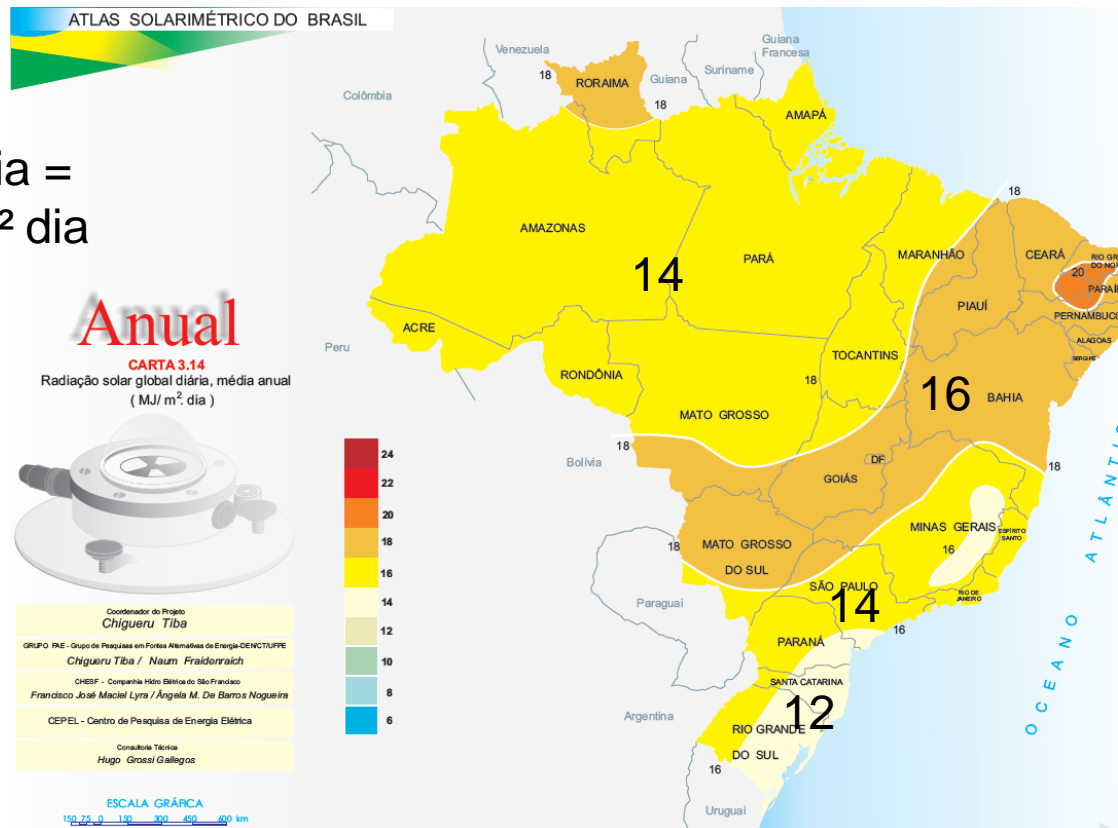 ATLAS SOLARIMÉTRICO DO BRASIL
ia =
² dia
Anual
CARTA 3.14
Radiação solar global diária, média anual
( MJ/ m². dia )
Coordenador do Projeto
Chigueru Tiba
GRUPO FAE - Grupo de Pesquisas em Fontes Alternativas de Energia-DEN/CT/UFPE
Chigueru Tiba / Naum Fraidenraich
CHESF - Companhia Hidro Elétrica do São Francisco
Francisco José Maciel Lyra / Ângela M. De Barros Nogueira
CEPEL - Centro de Pesquisa de Energia Elétrica
Consultoria Técnica
Hugo Grossi Gallegos
ESCALA GRÁFICA
150 75 0 150 300 450 600 km
24
22
20
18
16
14
12
10
8
6
Venezuela
Guiana
Francesa
Suriname
Guiana
Colômbia
18
RORAIMA
18
AMAPÁ
18
AMAZONAS
14
PARÁ
MARANHÃO
CEARÁ
RIO GR
DO NOR
20
PARAÍ
PIAUÍ
PERNAMBUCO
ALAGOAS
SERGIPE
ACRE
Peru
RONDÔNIA
TOCANTINS
18
16
BAHIA
MATO GROSSO
18
Bolívia
DF
GOIÁS
18
MINAS GERAIS
ESPÍRITO
SANTO
16
18
MATO GROSSO
DO SUL
SÃO PAULO
14
RIO DE
JANEIRO
16
Paraguai
PARANÁ
SANTA CATARINA
12
Argentina
RIO GRANDE
DO SUL
16
Uruguai
OCEANO ATLÂNTIC